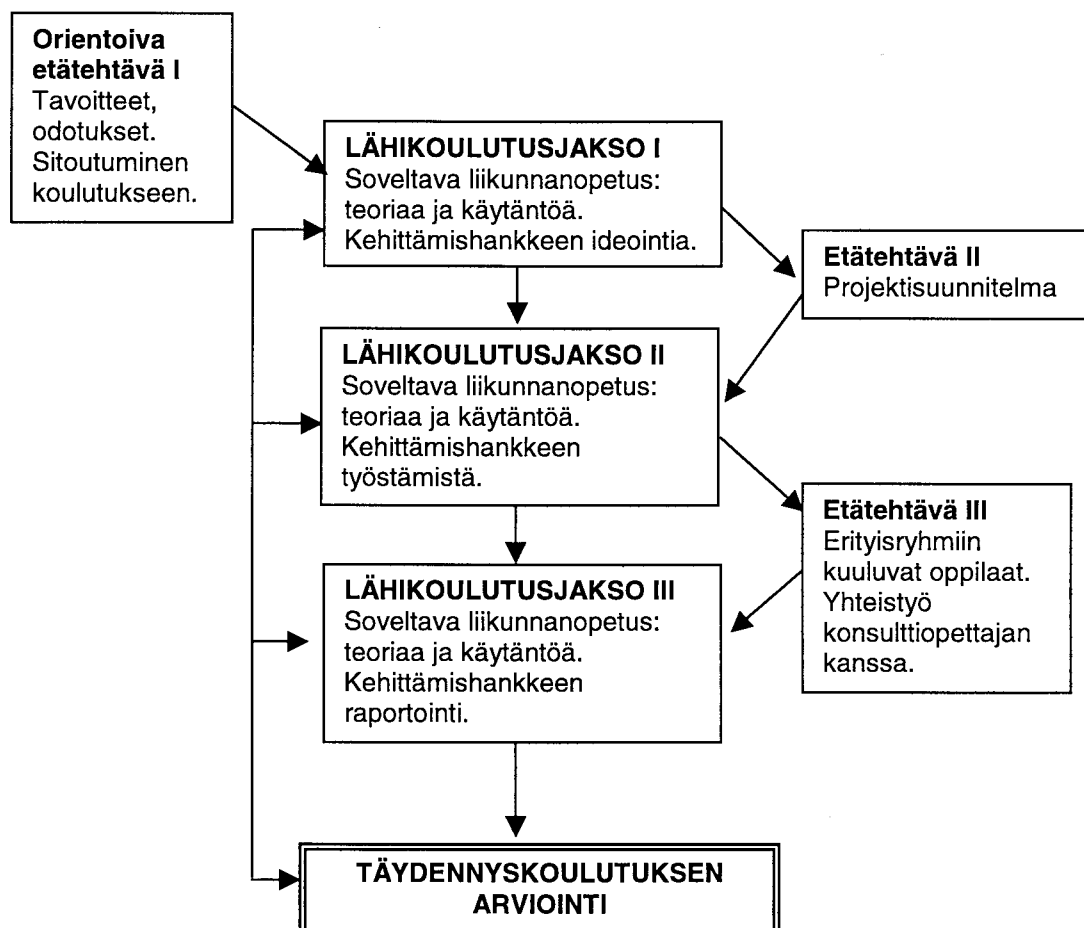 Orientoiva
etätehtävä I
Tavoitteet,
odotukset.
Sitoutuminen
koulutukseen.
LÄHIKOULUTUSJAKSO I
Soveltava liikunnanopetus:
teoriaa ja käytäntöä.
Kehittämishankkeen ideointia.
Etätehtävä II
Projektisuunnitelma
LÄHIKOULUTUSJAKSO II
Soveltava liikunnanopetus:
teoriaa ja käytäntöä.
Kehittämishankkeen
työstämistä.
Etätehtävä III
Erityisryhmiin
kuuluvat oppilaat.
Yhteistyö
konsulttiopettajan
kanssa.
LÄHIKOULUTUSJAKSO III
Soveltava liikunnanopetus:
teoriaa ja käytäntöä.
Kehittämishankkeen
raportointi.
TÄYDENNYSKOULUTUKSEN
ARVIOINTI